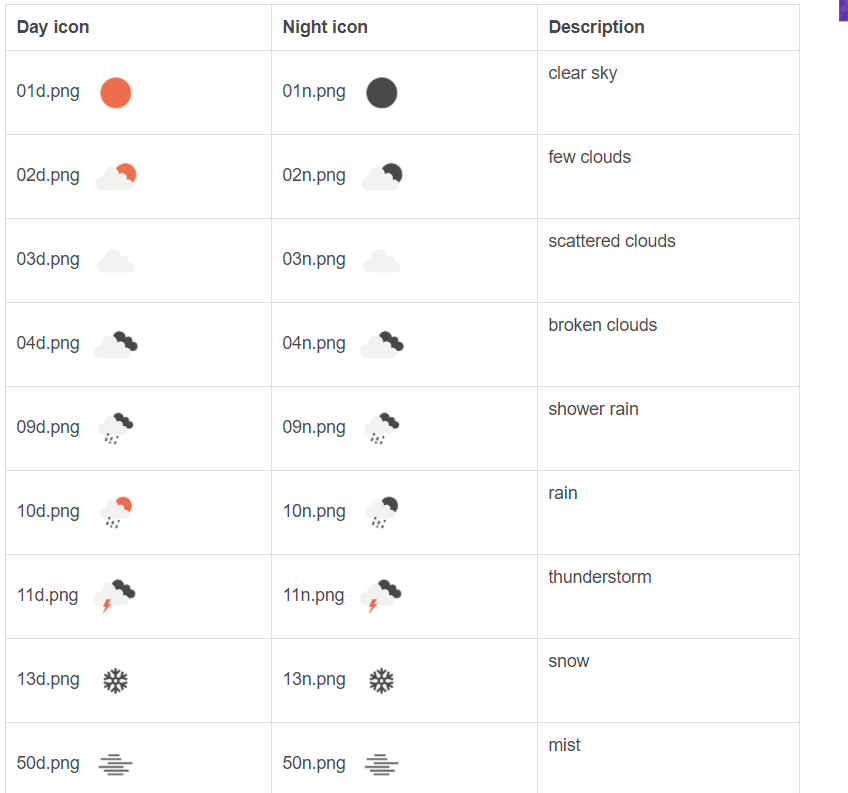 Day icon Night icon Description
01d.png 01n.png clear sky
02d.png 02n.png few clouds
03d.png 03n.png scattered clouds
04d.png 04n.png broken clouds
09d.png 09n.png shower rain
10d.png 10n.png rain
11d.png 11n.png thunderstorm
13d.png 13n.png snow
50d.png 50n.png mist